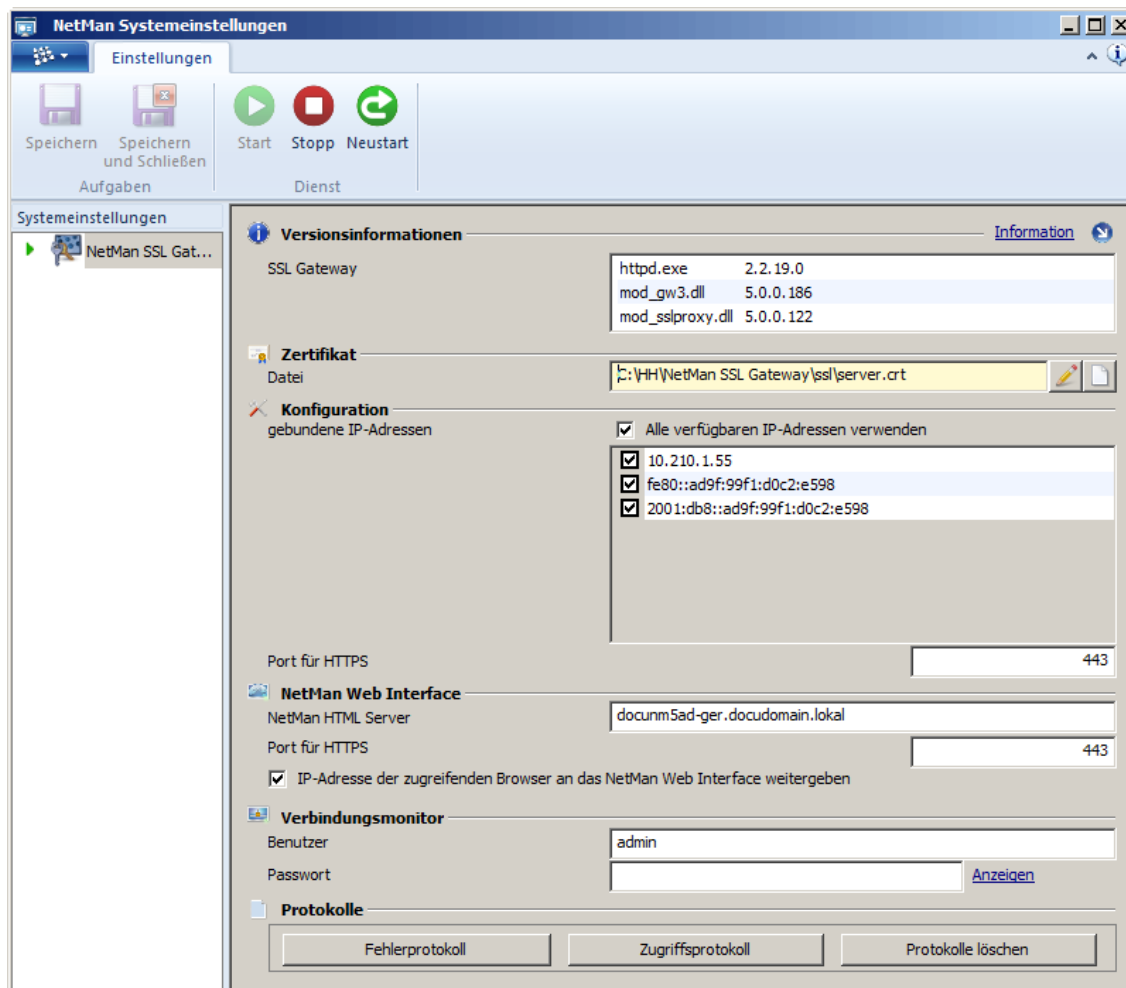 NetMan Systemeinstellungen
Einstellungen
Speichern
Speichern und Schließen
Start
Stopp
Neustart
Aufgaben
Dienst
Systemeinstellungen
NetMan SSL Gat...
Versionsinformationen
Information
SSL Gateway
httpd.exe 2.2.19.0
mod_gw3.dll 5.0.0.186
mod_sslproxy.dll 5.0.0.122
Zertifikat
Datei
C:\HH\NetMan SSL Gateway\ssl\server.crt
Konfiguration
gebundene IP-Adressen
Alle verfügbaren IP-Adressen verwenden
10.210.1.55
fe80::ad9f:99f1:d0c2:e598
2001:db8::ad9f:99f1:d0c2:e598
Port für HTTPS
443
NetMan Web Interface
NetMan HTML Server
docunm5ad-ger.docudomain.lokal
Port für HTTPS
443
IP-Adresse der zugreifenden Browser an das NetMan Web Interface weitergeben
Verbindungsmonitor
Benutzer
admin
Passwort
Anzeigen
Protokolle
Fehlerprotokoll
Zugriffsprotokoll
Protokolle löschen